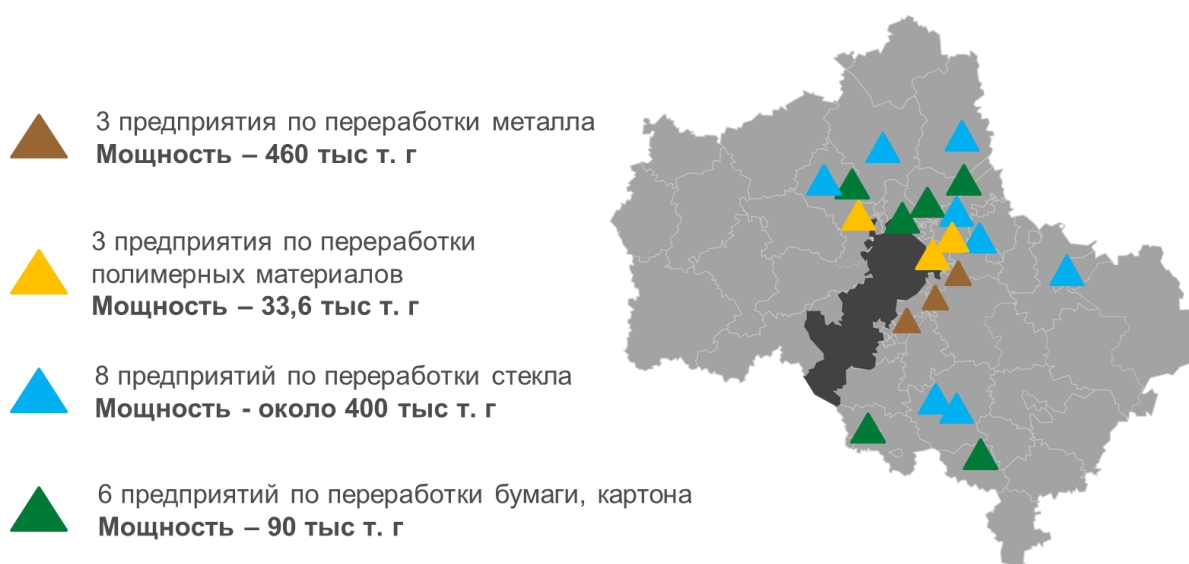 3 предприятия по переработки металла
Мощность – 460 тыс т. г
3 предприятия по переработки
полимерных материалов
Мощность – 33,6 тыс т. г
8 предприятий по переработки стекла
Мощность - около 400 тыс т. г
6 предприятий по переработки бумаги, картона
Мощность – 90 тыс т. г